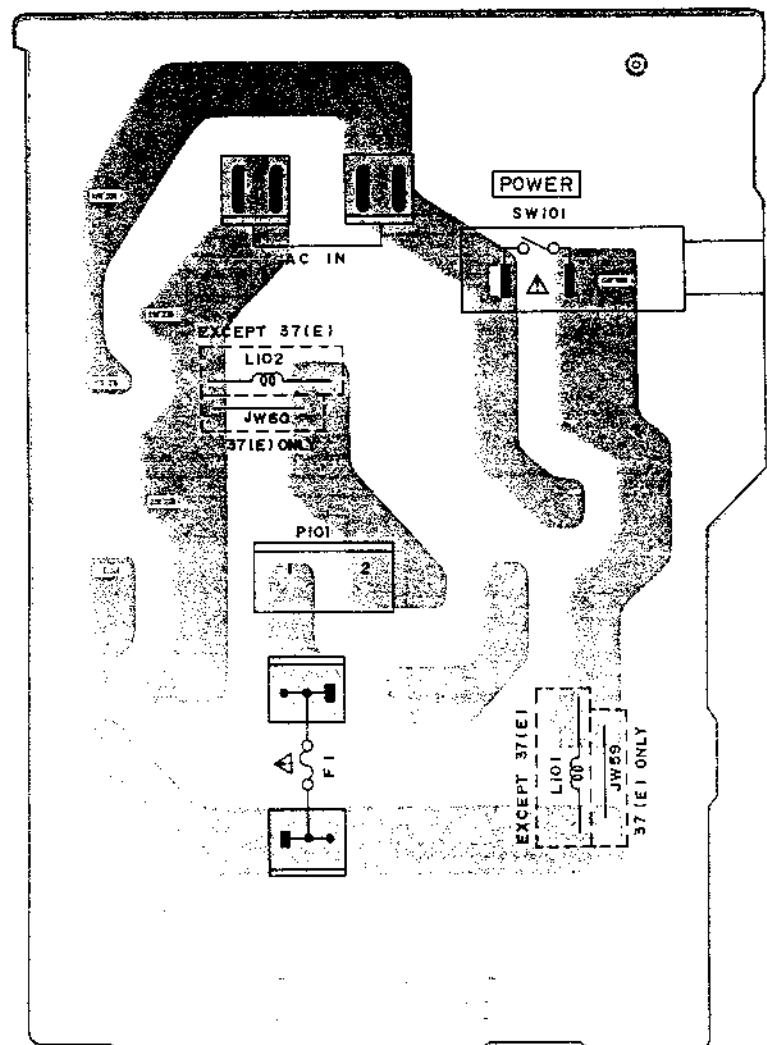 POWER
SW101
AC IN
EXCEPT 37(E)
L102
JW60
37(E) ONLY
P101
1 2
F1
EXCEPT 37(E)
L101
JW59
37(E) ONLY